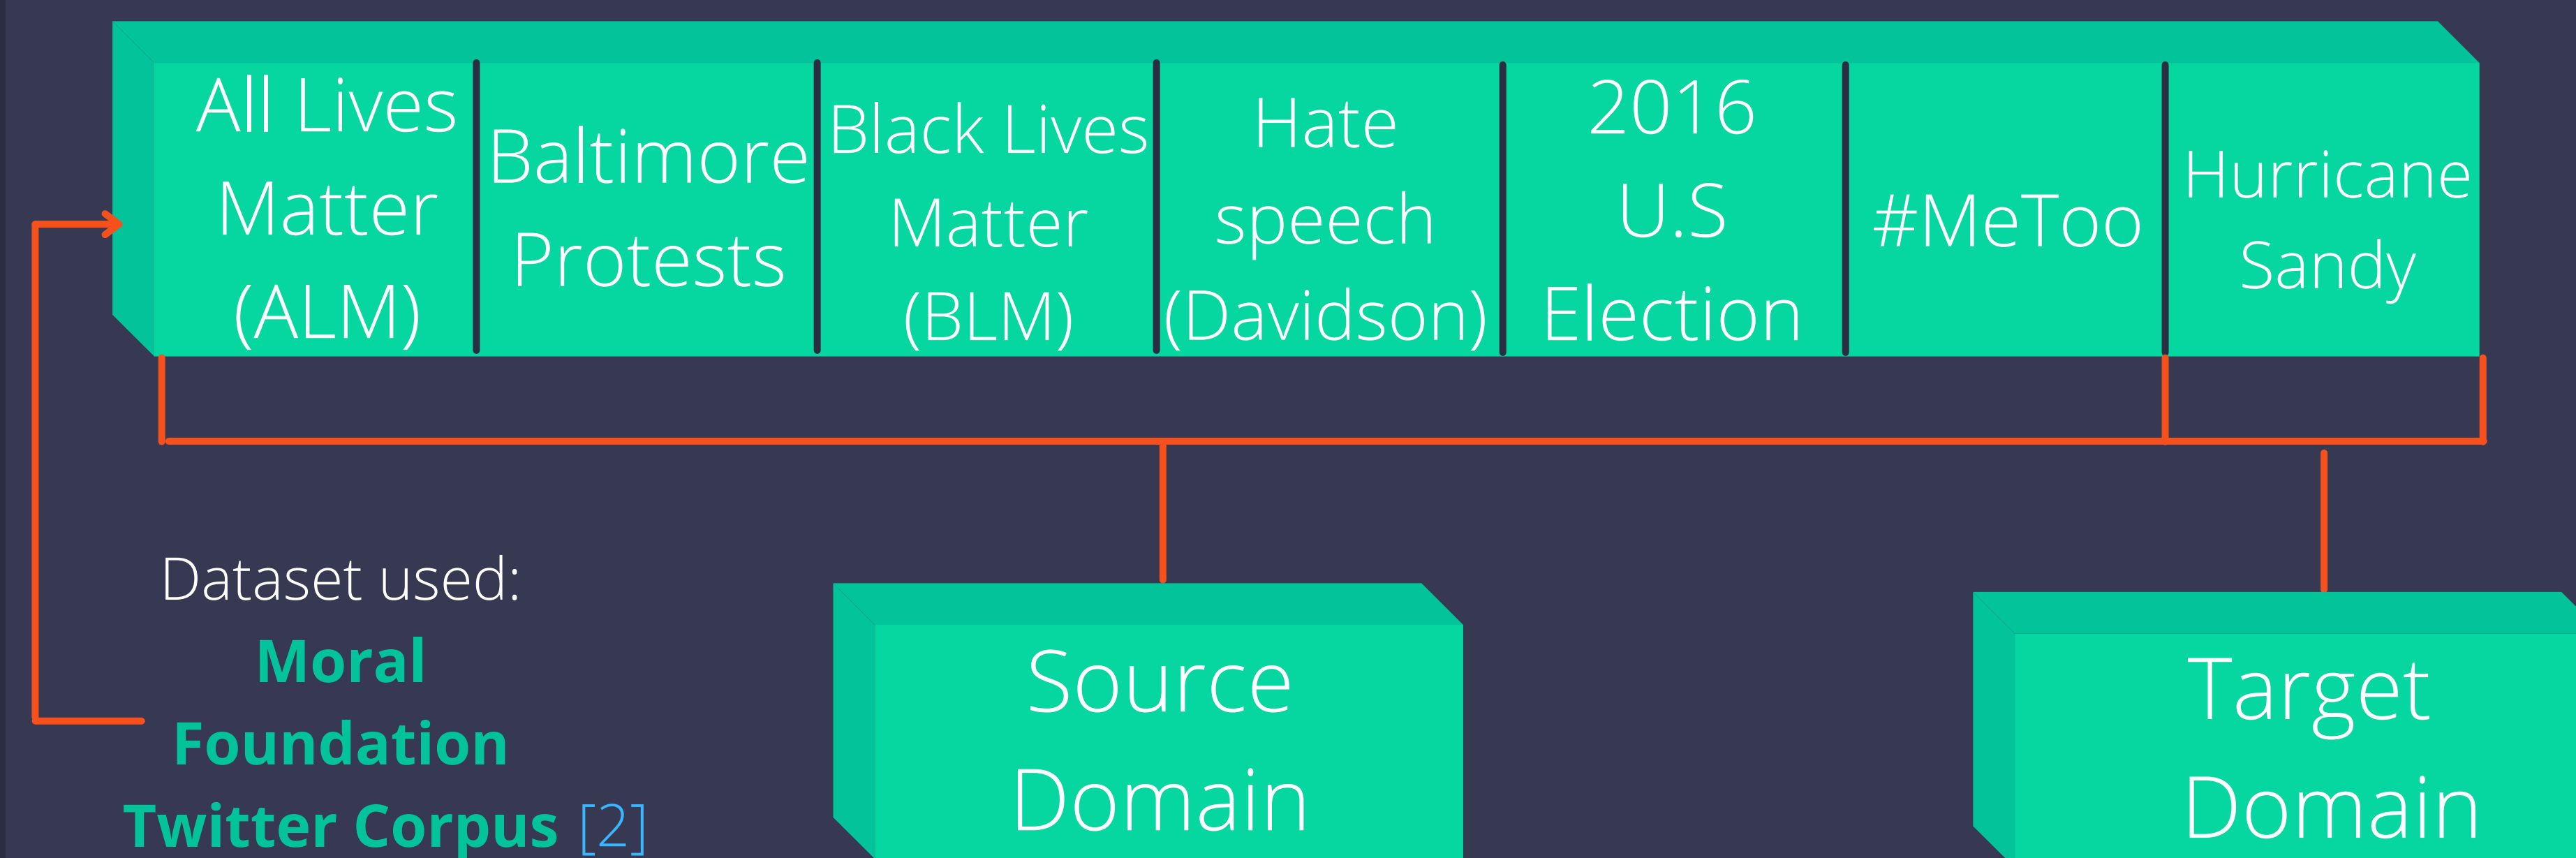 All Lives
Matter
(ALM)
Baltimore
Protests
Black Lives
Matter
(BLM)
Hate
speech
(Davidson)
2016
U.S
Election
#MeToo
Hurricane
Sandy
Dataset used:
Moral
Foundation
Twitter Corpus [2]
Source
Domain
Target
Domain